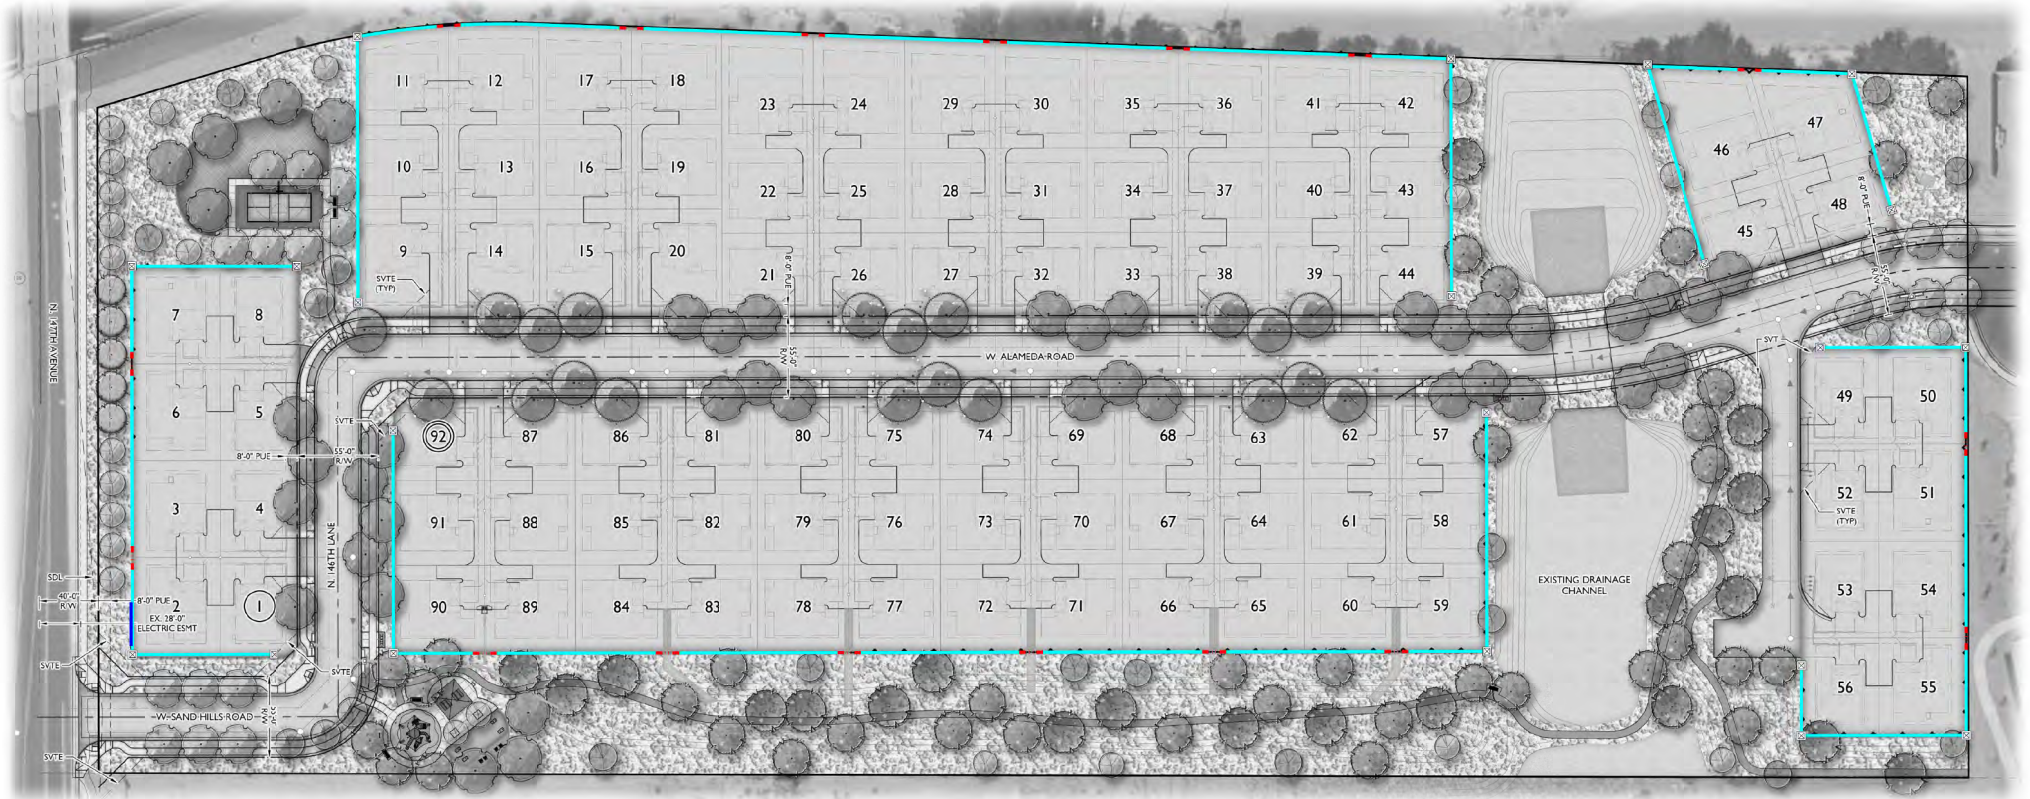 11 12 17 18
23 24 29 30 35 36 41 42
47
46
10 13 16 19
22 25 28 31 34 37 40 43
48
8'-0" PUE
45
9 14 15 20
SVTE
(TYP)
21 26 27 32 33 38 39 44
8'-0" PUE
55'-0"
R/W
7 8
N. 147TH AVENUE
W. ALAMEDA ROAD
55'-0"
R/W
SVT
6 5
49 50
SVTE
92 87 86 81 80 75 74 69 68 63 62 57
8'-0" PUE
55'-0"
R/W
3 4
52 51
SVTE
(TYP)
91 88 85 82 79 76 73 70 67 64 61 58
N. 146TH LANE
SDL
40'-0"
R/W
8'-0" PUE
2 1
EX. 28'-0"
ELECTRIC ESMT
EXISTING DRAINAGE
CHANNEL
53 54
90 89 84 83 78 77 72 71 66 65 60 59
SVTE
SVTE
56 55
W. SAND HILLS ROAD
R/W
SVTE